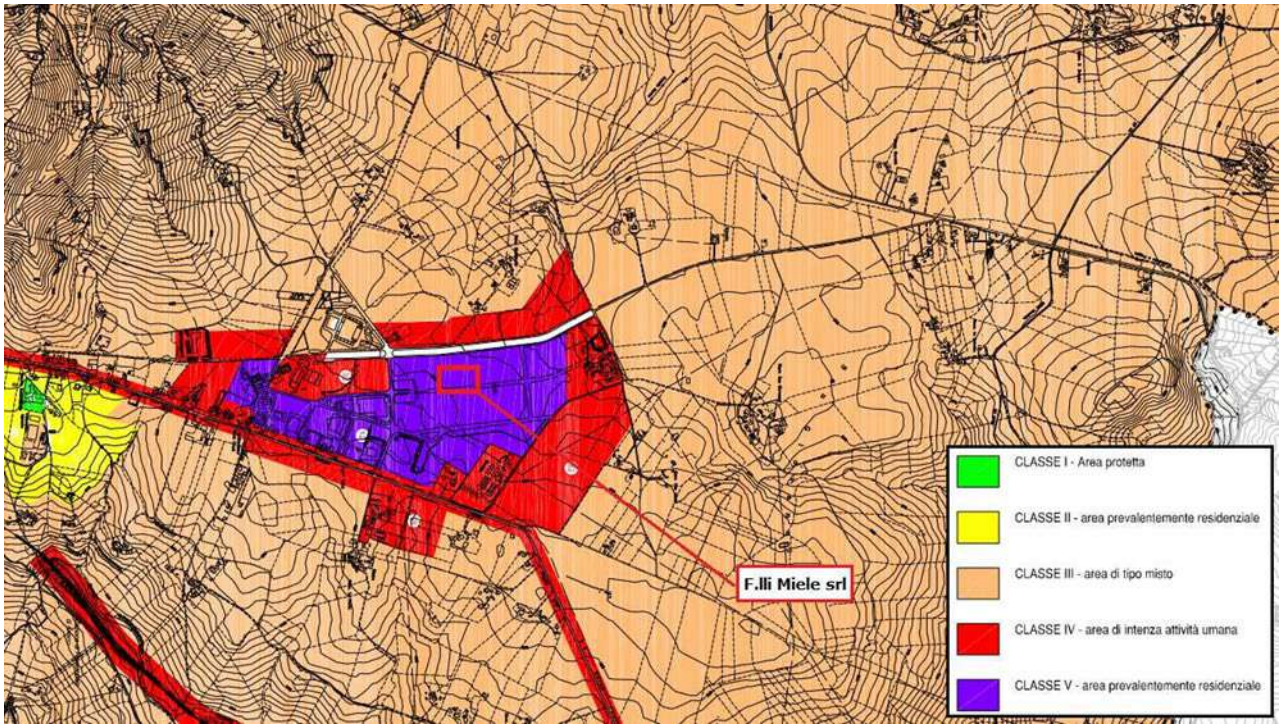 F.lli Miele srl
CLASSE I - Area protetta
CLASSE II - area prevalentemente residenziale
CLASSE III - area di tipo misto
CLASSE IV - area di intenza attività umana
CLASSE V - area prevalentemente residenziale